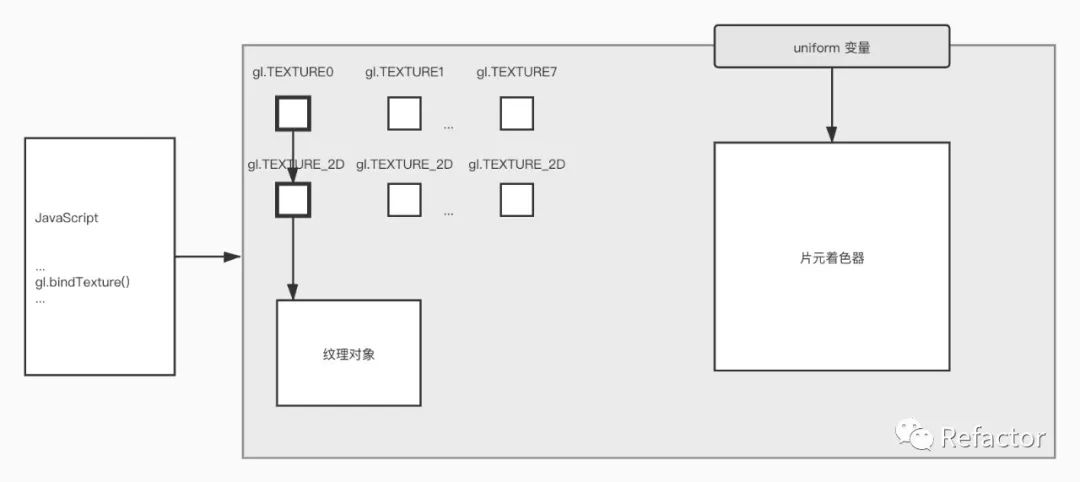 uniform 变量
gl.TEXTURE0 gl.TEXTURE1 gl.TEXTURE7
...
gl.TEXTURE_2D gl.TEXTURE_2D gl.TEXTURE_2D
...
JavaScript
...
gl.bindTexture()
...
片元着色器
纹理对象
Refactor